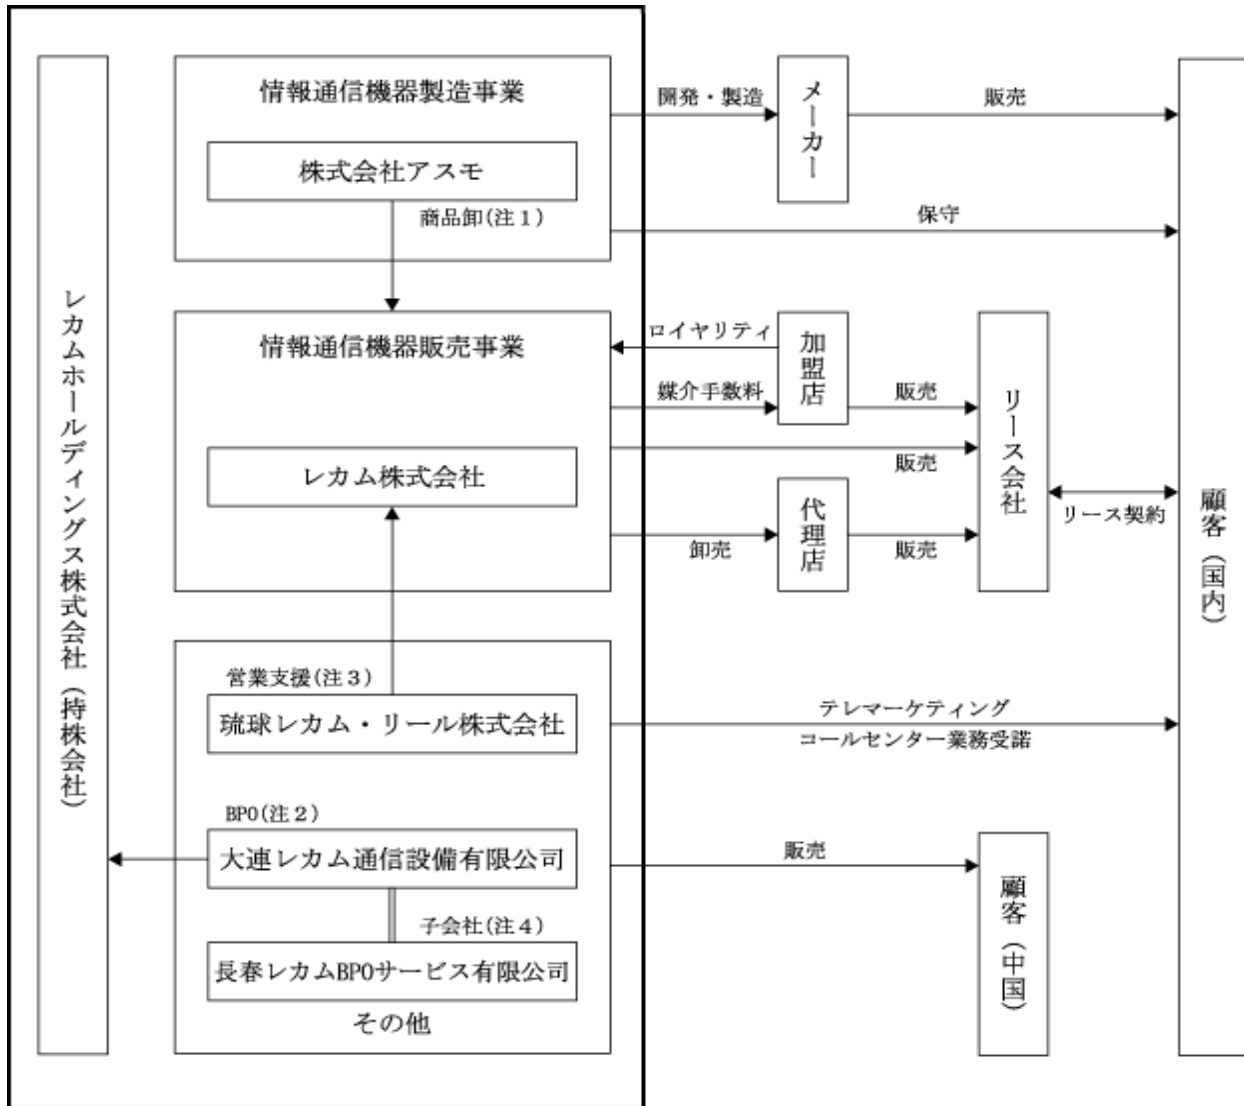 レカムホールディングス株式会社（持株会社）
情報通信機器製造事業
株式会社アスモ
商品卸(注１)
開発・製造
メーカー
販売
保守
情報通信機器販売事業
レカム株式会社
ロイヤリティ
加盟店
媒介手数料
販売
販売
卸売
代理店
販売
リース会社
リース契約
顧客（国内）
営業支援(注３)
琉球レカム・リール株式会社
テレマーケティング
コールセンター業務受諾
BPO(注２)
大連レカム通信設備有限公司
販売
子会社(注４)
長春レカムBPOサービス有限公司
その他
顧客（中国）